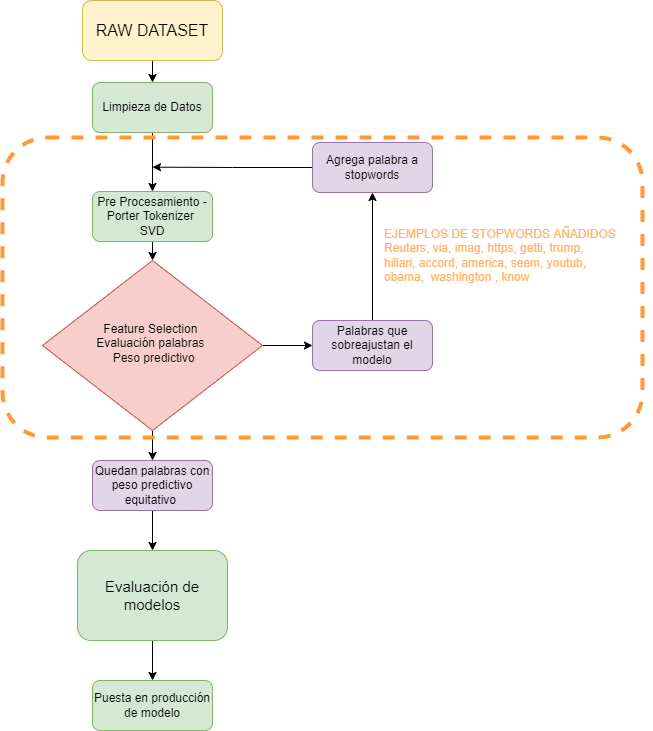 RAW DATASET
Limpieza de Datos
Agrega palabra a
stopwords
Pre Procesamiento -
Porter Tokenizer
SVD
EJEMPLOS DE STOPWORDS AÑADIDOS
Reuters, via, imag, https, getti, trump,
hillari, accord, america, seem, youtub,
obama,  washington , know
Feature Selection
Evaluación palabras
Peso predictivo
Palabras que
sobreajustan el
modelo
Quedan palabras con
peso predictivo
equitativo
Evaluación de
modelos
Puesta en producción
de modelo